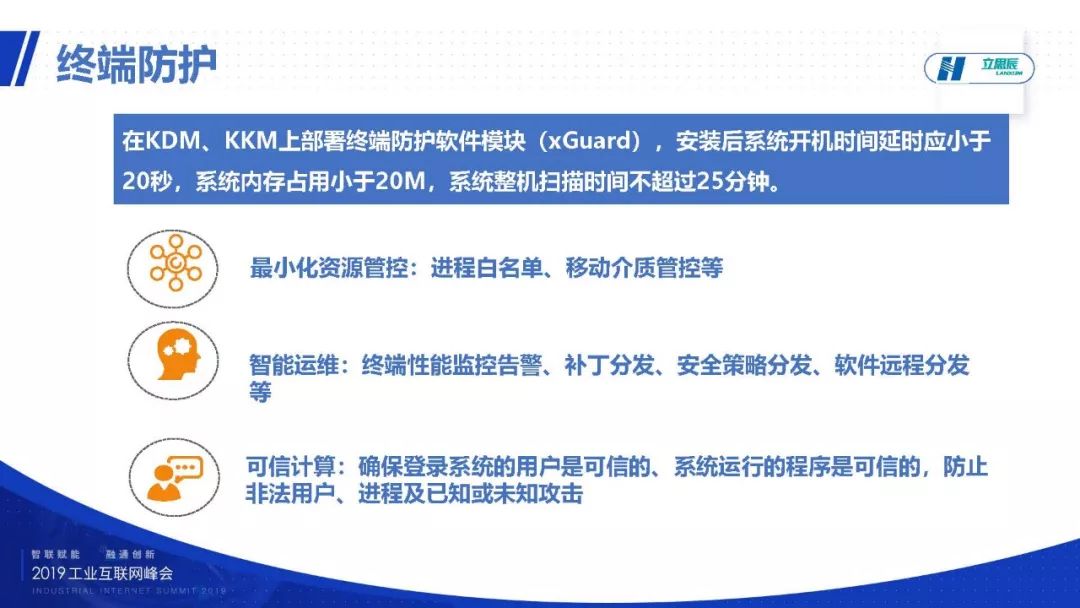 终端防护
立思辰
LANXUM
在KDM、KKM上部署终端防护软件模块（xGuard），安装后系统开机时间延时应小于
20秒，系统内存占用小于20M，系统整机扫描时间不超过25分钟。
最小化资源管控：进程白名单、移动介质管控等
智能运维：终端性能监控告警、补丁分发、安全策略分发、软件远程分发
等
可信计算：确保登录系统的用户是可信的、系统运行的程序是可信的，防止
非法用户、进程及已知或未知攻击
智联赋能 融通创新
2019工业互联网峰会
INDUSTRIAL INTERNET SUMMIT 2019